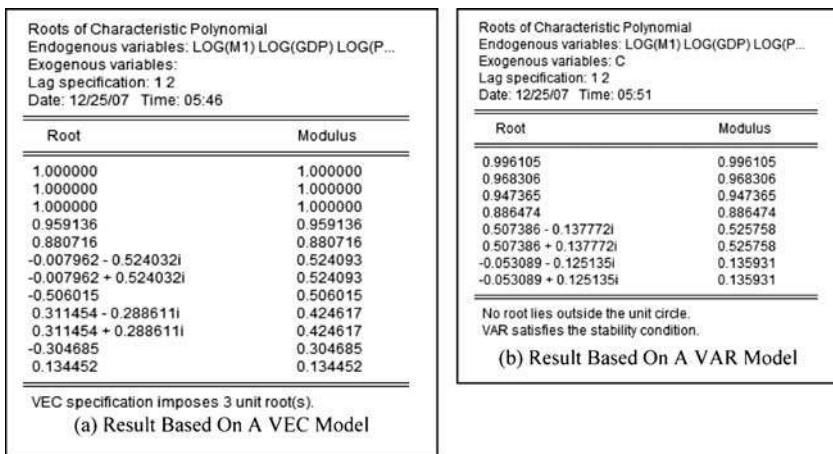 Roots of Characteristic Polynomial
Endogenous variables: LOG(M1) LOG(GDP) LOG(P...
Exogenous variables:
Lag specification: 1 2
Date: 12/25/07 Time: 05:46
Root Modulus
1.000000 1.000000
1.000000 1.000000
1.000000 1.000000
0.959136 0.959136
0.880716 0.880716
-0.007962 - 0.524032i 0.524093
-0.007962 + 0.524032i 0.524093
-0.506015 0.506015
0.311454 - 0.288611i 0.424617
0.311454 + 0.288611i 0.424617
-0.304685 0.304685
0.134452 0.134452
VEC specification imposes 3 unit root(s).
(a) Result Based On A VEC Model
Roots of Characteristic Polynomial
Endogenous variables: LOG(M1) LOG(GDP) LOG(P...
Exogenous variables: C
Lag specification: 1 2
Date: 12/25/07 Time: 05:51
Root Modulus
0.996105 0.996105
0.968306 0.968306
0.947365 0.947365
0.886474 0.886474
0.507386 - 0.137772i 0.525758
0.507386 + 0.137772i 0.525758
-0.053089 - 0.125135i 0.135931
-0.053089 + 0.125135i 0.135931
No root lies outside the unit circle.
VAR satisfies the stability condition.
(b) Result Based On A VAR Model